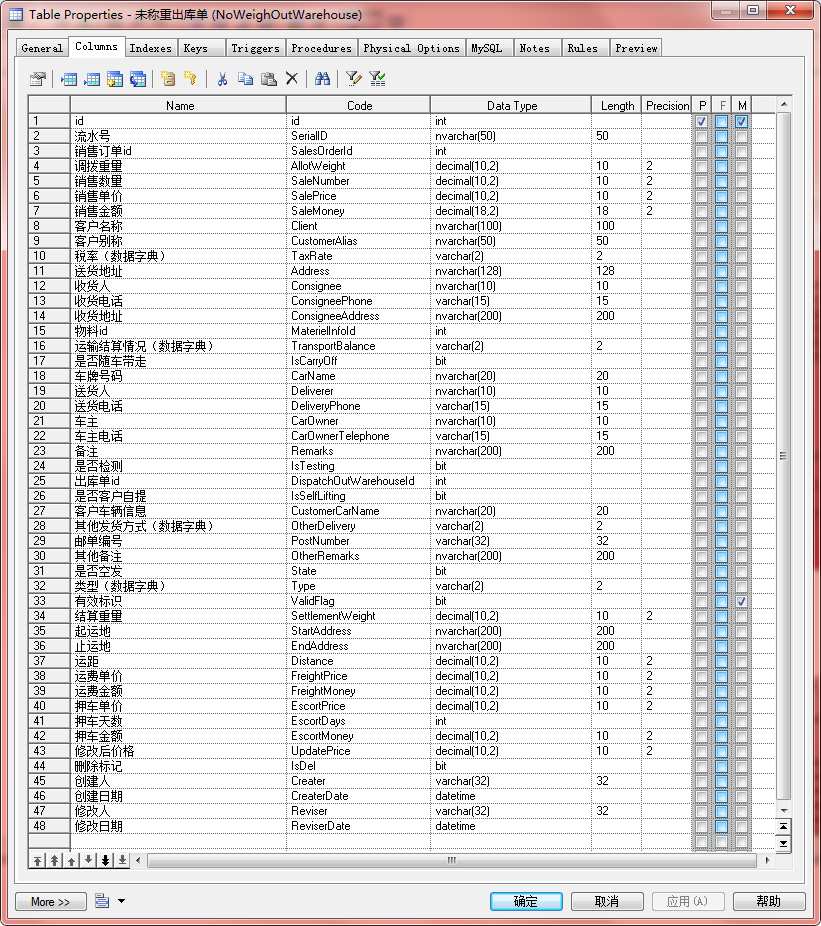 Table Properties - 未称重出库单 (NoWeighOutWarehouse)
General Columns Indexes Keys Triggers Procedures Physical Options MySQL Notes Rules Preview
Name Code Data Type Length Precision P F M
1 id id int
2 流水号 SerialID nvarchar(50) 50
3 销售订单id SalesOrderId int
4 调拨重量 AllotWeight decimal(10,2) 10 2
5 销售数量 SaleNumber decimal(10,2) 10 2
6 销售单价 SalePrice decimal(10,2) 10 2
7 销售金额 SaleMoney decimal(18,2) 18 2
8 客户名称 Client nvarchar(100) 100
9 客户别称 CustomerAlias nvarchar(50) 50
10 税率（数据字典） TaxRate varchar(2) 2
11 送货地址 Address nvarchar(128) 128
12 收货人 Consignee nvarchar(10) 10
13 收货电话 ConsigneePhone varchar(15) 15
14 收货地址 ConsigneeAddress nvarchar(200) 200
15 物料id MaterielInfoId int
16 运输结算情况（数据字典） TransportBalance varchar(2) 2
17 是否随车带走 IsCarryOff bit
18 车牌号码 CarName nvarchar(20) 20
19 送货人 Deliverer nvarchar(10) 10
20 送货电话 DeliveryPhone varchar(15) 15
21 车主 CarOwner nvarchar(10) 10
22 车主电话 CarOwnerTelephone varchar(15) 15
23 备注 Remarks nvarchar(200) 200
24 是否检测 IsTesting bit
25 出库单id DispatchOutWarehouseId int
26 是否客户自提 IsSelfLifting bit
27 客户车辆信息 CustomerCarName nvarchar(20) 20
28 其他发货方式（数据字典） OtherDelivery varchar(2) 2
29 邮单编号 PostNumber varchar(32) 32
30 其他备注 OtherRemarks nvarchar(200) 200
31 是否空发 State bit
32 类型（数据字典） Type varchar(2) 2
33 有效标识 ValidFlag bit
34 结算重量 SettlementWeight decimal(10,2) 10 2
35 起运地 StartAddress nvarchar(200) 200
36 止运地 EndAddress nvarchar(200) 200
37 运距 Distance decimal(10,2) 10 2
38 运费单价 FreightPrice decimal(10,2) 10 2
39 运费金额 FreightMoney decimal(10,2) 10 2
40 押车单价 EscortPrice decimal(10,2) 10 2
41 押车天数 EscortDays int
42 押车金额 EscortMoney decimal(10,2) 10 2
43 修改后价格 UpdatePrice decimal(10,2) 10 2
44 删除标记 IsDel bit
45 创建人 Creater varchar(32) 32
46 创建日期 CreaterDate datetime
47 修改人 Reviser varchar(32) 32
48 修改日期 ReviserDate datetime
More >> 确定 取消 应用(A) 帮助